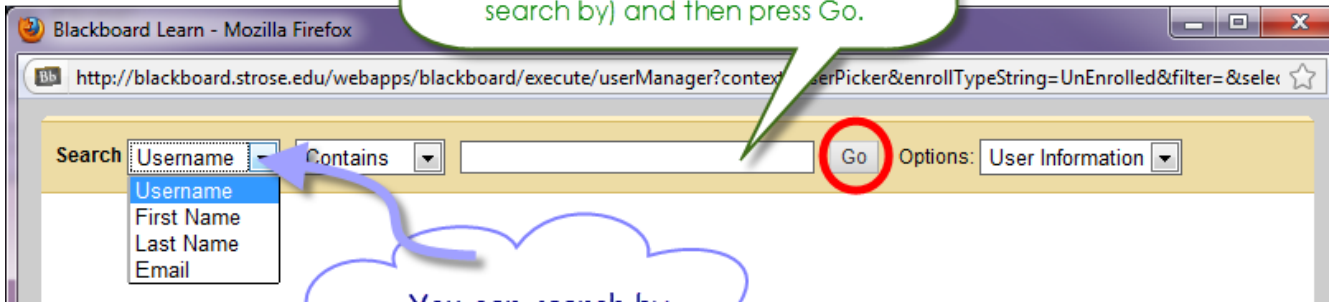 search by) and then press Go.
Blackboard Learn - Mozilla Firefox
Bb http://blackboard.strose.edu/webapps/blackboard/execute/userManager?context erPicker&enrollTypeString=UnEnrolled&filter=&selec
Search Username Contains Go Options: User Information
Username
First Name
Last Name
Email
You can search by